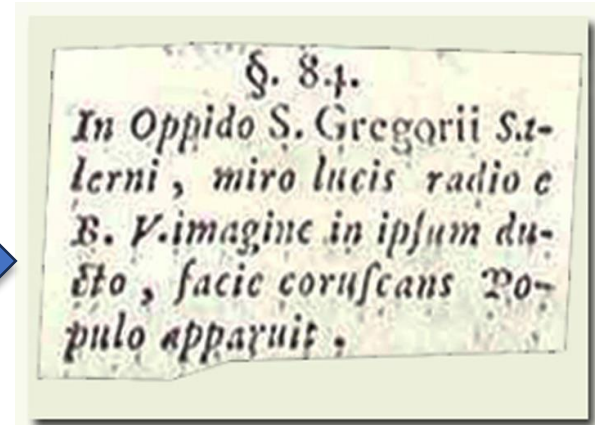 §. 84.
In Oppido S. Gregorii Sa-
lerni, miro lucis radio e
B. V. imagine in ipſum du-
cto, facie coruſcans Po-
pulo apparuit.